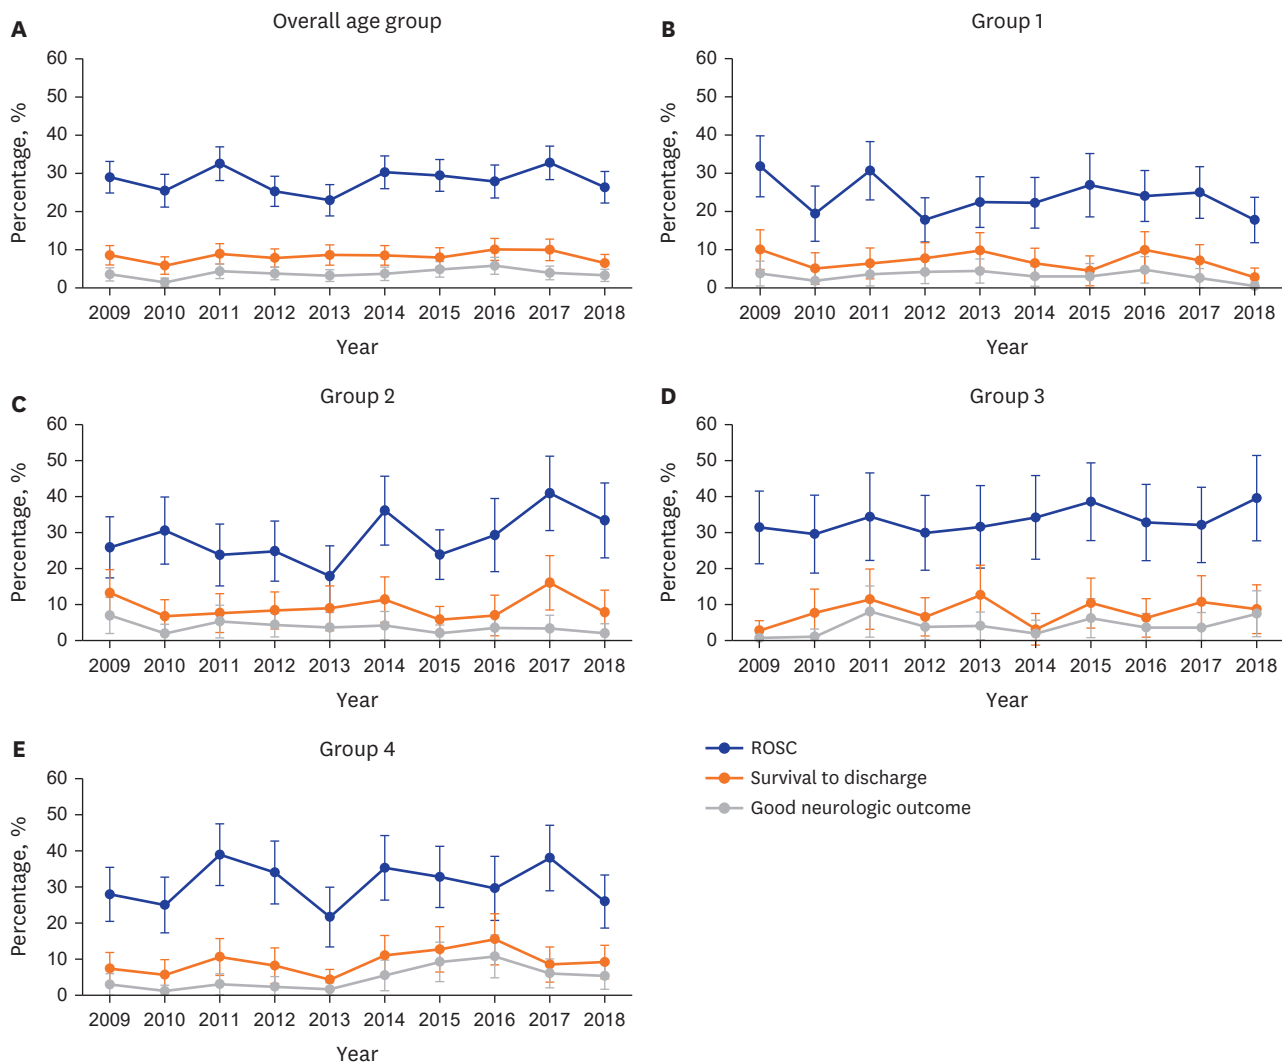 A
Overall age group
60
50
40
30
20
10
0
Percentage, %
2009 2010 2011 2012 2013 2014 2015 2016 2017 2018
Year
B
Group 1
60
50
40
30
20
10
0
Percentage, %
2009 2010 2011 2012 2013 2014 2015 2016 2017 2018
Year
C
Group 2
60
50
40
30
20
10
0
Percentage, %
2009 2010 2011 2012 2013 2014 2015 2016 2017 2018
Year
D
Group 3
60
50
40
30
20
10
0
Percentage, %
2009 2010 2011 2012 2013 2014 2015 2016 2017 2018
Year
E
Group 4
60
50
40
30
20
10
0
Percentage, %
2009 2010 2011 2012 2013 2014 2015 2016 2017 2018
Year
ROSC
Survival to discharge
Good neurologic outcome